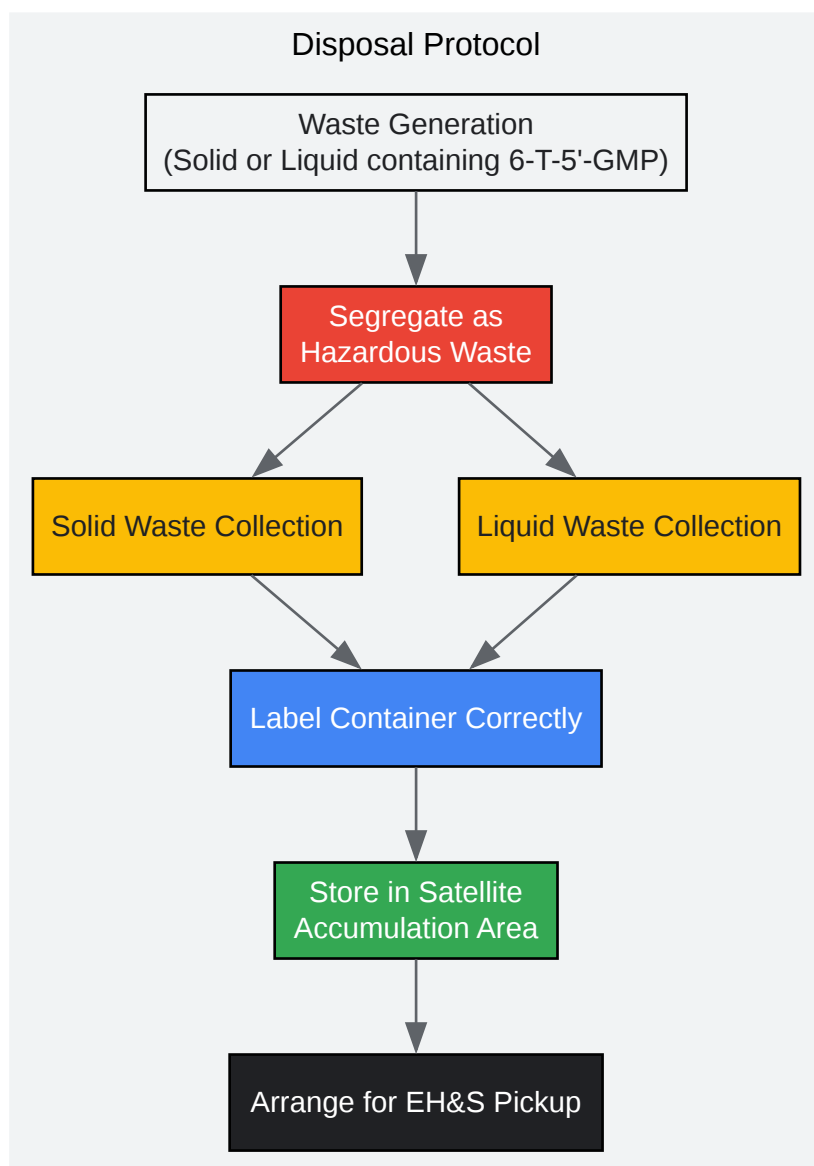 Disposal Protocol
Waste Generation
(Solid or Liquid containing 6-T-5'-GMP)
Segregate as
Hazardous Waste
Solid Waste Collection
Liquid Waste Collection
Label Container Correctly
Store in Satellite
Accumulation Area
Arrange for EH&S Pickup